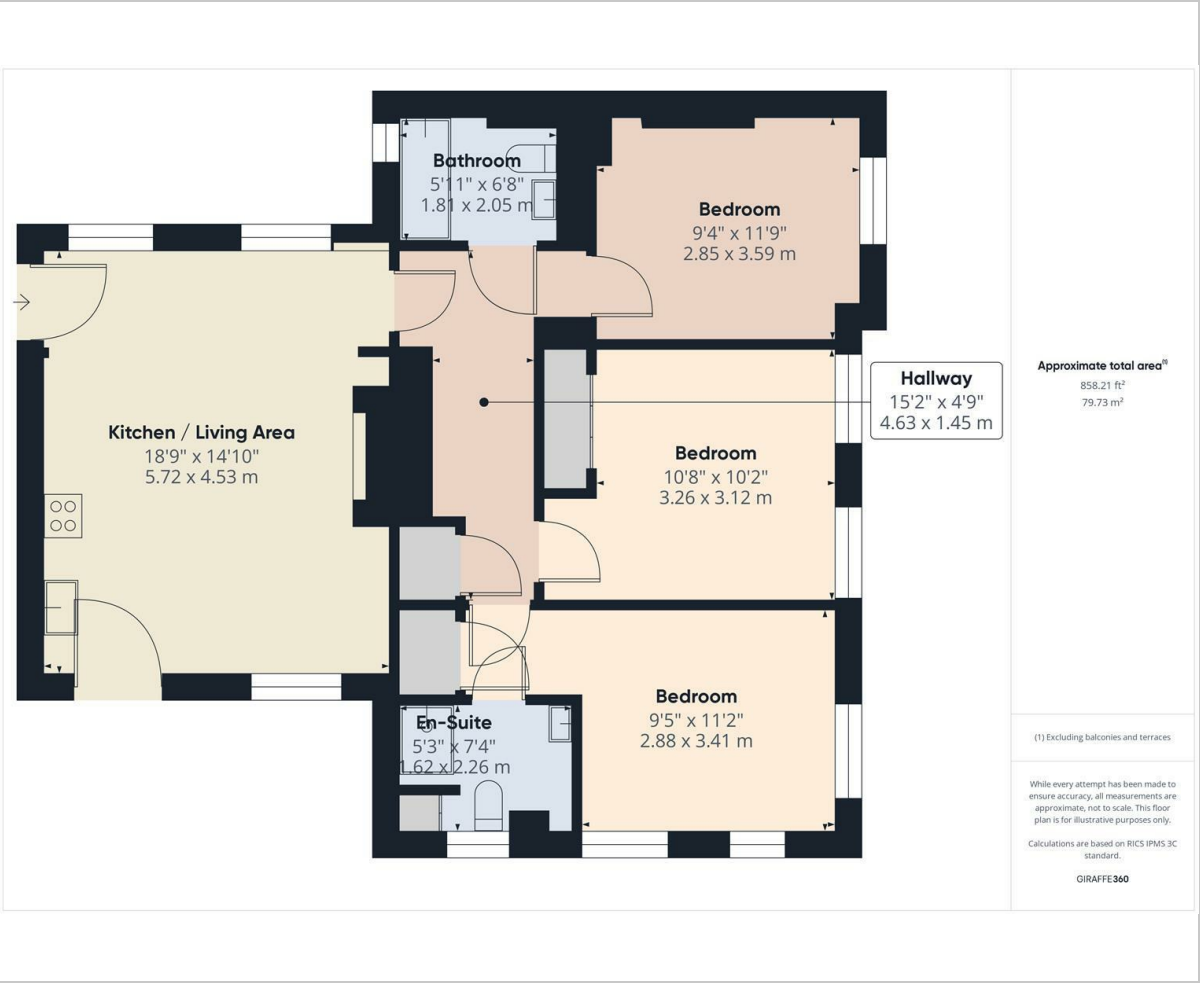 Bathroom
5'11" x 6'8"
1.81 x 2.05 m
Bedroom
9'4" x 11'9"
2.85 x 3.59 m
Kitchen / Living Area
18'9" x 14'10"
5.72 x 4.53 m
Hallway
15'2" x 4'9"
4.63 x 1.45 m
Bedroom
10'8" x 10'2"
3.26 x 3.12 m
Bedroom
9'5" x 11'2"
2.88 x 3.41 m
En-Suite
5'3" x 7'4"
1.62 x 2.26 m
Approximate total area⁽¹⁾
858.21 ft²
79.73 m²
(1) Excluding balconies and terraces
While every attempt has been made to
ensure accuracy, all measurements are
approximate, not to scale. This floor
plan is for illustrative purposes only.
Calculations are based on RICS IPMS 3C
standard.
GIRAFFE360